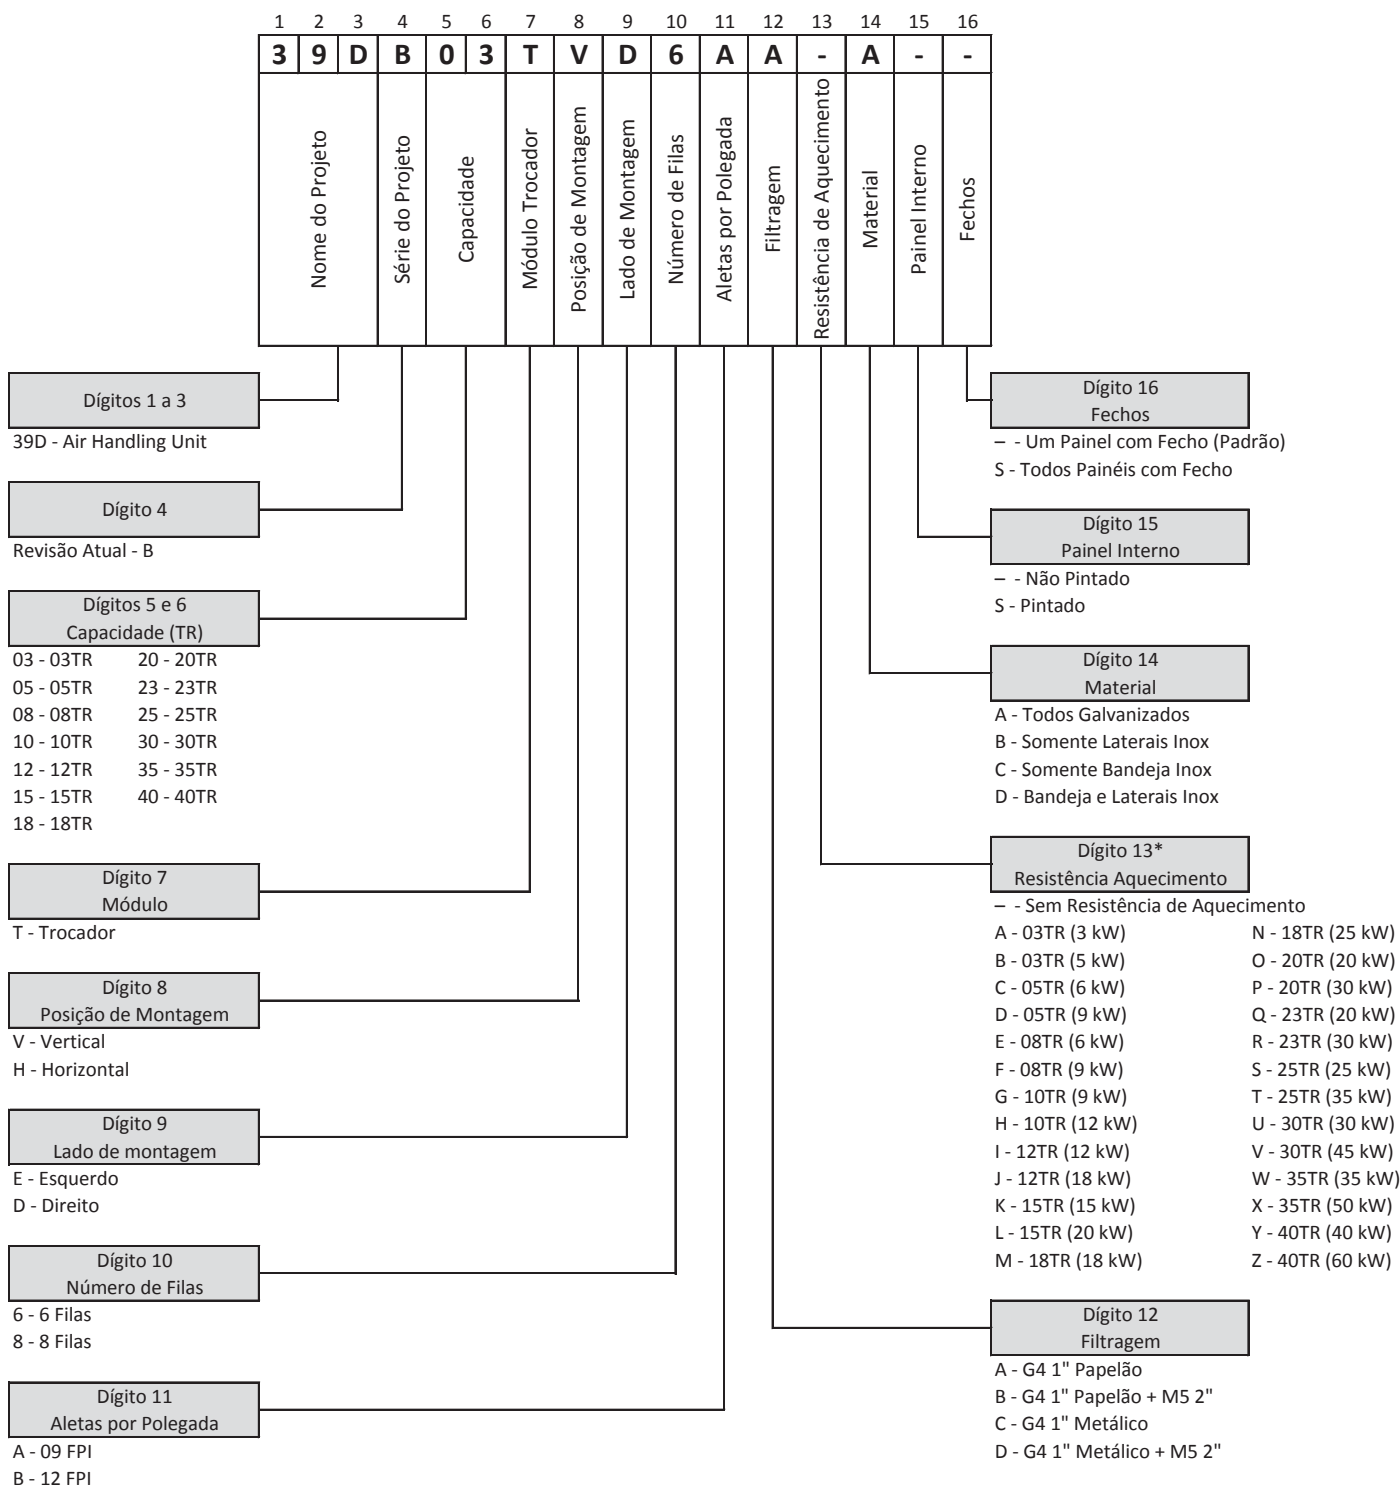 1 2 3 4 5 6 7 8 9 10 11 12 13 14 15 16
3 9 D B 0 3 T V D 6 A A - A - -
Nome do Projeto
Série do Projeto
Capacidade
Módulo Trocador
Posição de Montagem
Lado de Montagem
Número de Filas
Aletas por Polegada
Filtragem
Resistência de Aquecimento
Material
Painel Interno
Fechos
Dígitos 1 a 3
39D - Air Handling Unit
Dígito 4
Revisão Atual - B
Dígitos 5 e 6
Capacidade (TR)
03 - 03TR 20 - 20TR
05 - 05TR 23 - 23TR
08 - 08TR 25 - 25TR
10 - 10TR 30 - 30TR
12 - 12TR 35 - 35TR
15 - 15TR 40 - 40TR
18 - 18TR
Dígito 7
Módulo
T - Trocador
Dígito 8
Posição de Montagem
V - Vertical
H - Horizontal
Dígito 9
Lado de montagem
E - Esquerdo
D - Direito
Dígito 10
Número de Filas
6 - 6 Filas
8 - 8 Filas
Dígito 11
Aletas por Polegada
A - 09 FPI
B - 12 FPI
Dígito 16
Fechos
– - Um Painel com Fecho (Padrão)
S - Todos Painéis com Fecho
Dígito 15
Painel Interno
– - Não Pintado
S - Pintado
Dígito 14
Material
A - Todos Galvanizados
B - Somente Laterais Inox
C - Somente Bandeja Inox
D - Bandeja e Laterais Inox
Dígito 13*
Resistência Aquecimento
– - Sem Resistência de Aquecimento
A - 03TR (3 kW) N - 18TR (25 kW)
B - 03TR (5 kW) O - 20TR (20 kW)
C - 05TR (6 kW) P - 20TR (30 kW)
D - 05TR (9 kW) Q - 23TR (20 kW)
E - 08TR (6 kW) R - 23TR (30 kW)
F - 08TR (9 kW) S - 25TR (25 kW)
G - 10TR (9 kW) T - 25TR (35 kW)
H - 10TR (12 kW) U - 30TR (30 kW)
I - 12TR (12 kW) V - 30TR (45 kW)
J - 12TR (18 kW) W - 35TR (35 kW)
K - 15TR (15 kW) X - 35TR (50 kW)
L - 15TR (20 kW) Y - 40TR (40 kW)
M - 18TR (18 kW) Z - 40TR (60 kW)
Dígito 12
Filtragem
A - G4 1" Papelão
B - G4 1" Papelão + M5 2"
C - G4 1" Metálico
D - G4 1" Metálico + M5 2"